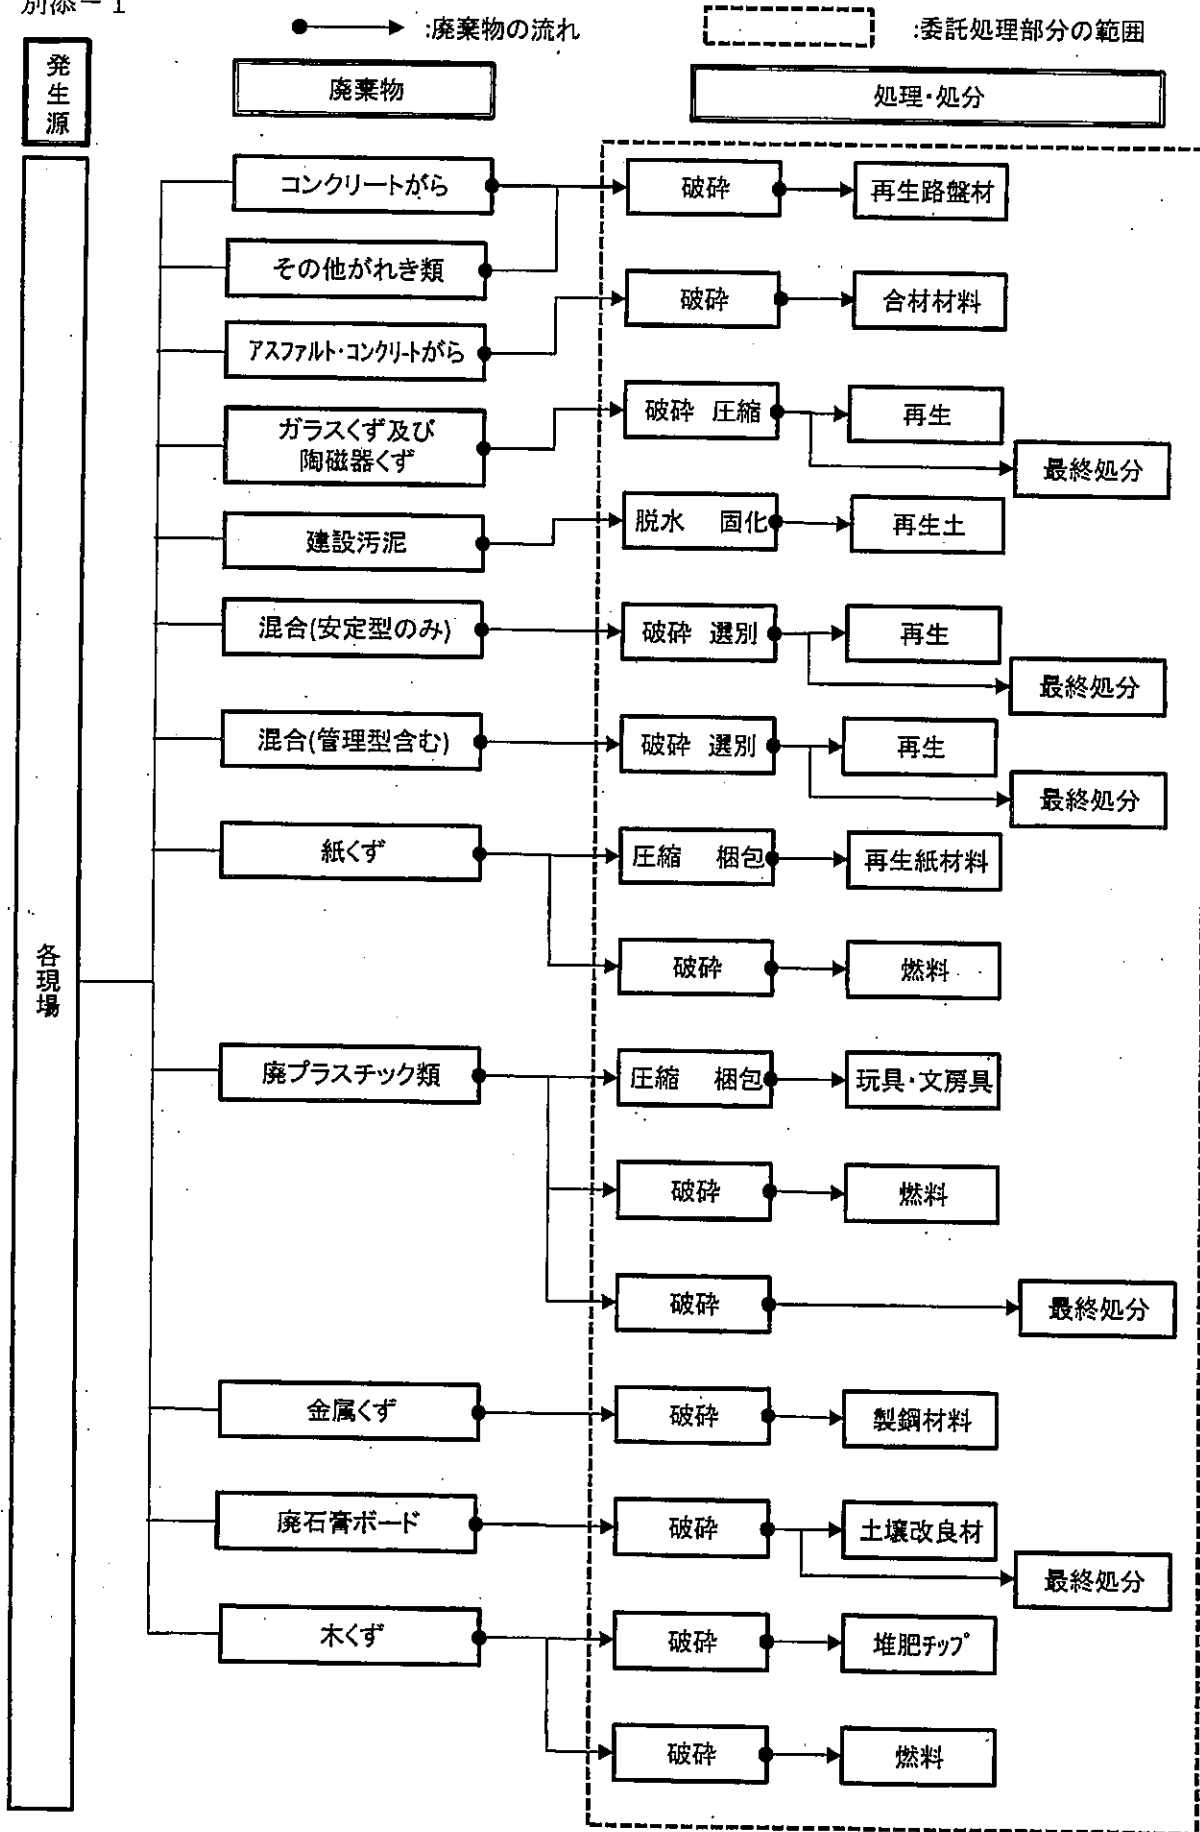 別添－1
:廃棄物の流れ
:委託処理部分の範囲
発生源
廃棄物
処理・処分
各現場
コンクリートがら
破砕
再生路盤材
その他がれき類
破砕
合材材料
アスファルト・コンクリートがら
破砕 圧縮
再生
ガラスくず及び
陶磁器くず
最終処分
脱水 固化
再生土
建設汚泥
混合(安定型のみ)
破砕 選別
再生
最終処分
混合(管理型含む)
破砕 選別
再生
最終処分
紙くず
圧縮 梱包
再生紙材料
破砕
燃料
廃プラスチック類
圧縮 梱包
玩具・文房具
破砕
燃料
破砕
最終処分
金属くず
破砕
製鋼材料
廃石膏ボード
破砕
土壌改良材
最終処分
木くず
破砕
堆肥チップ
破砕
燃料